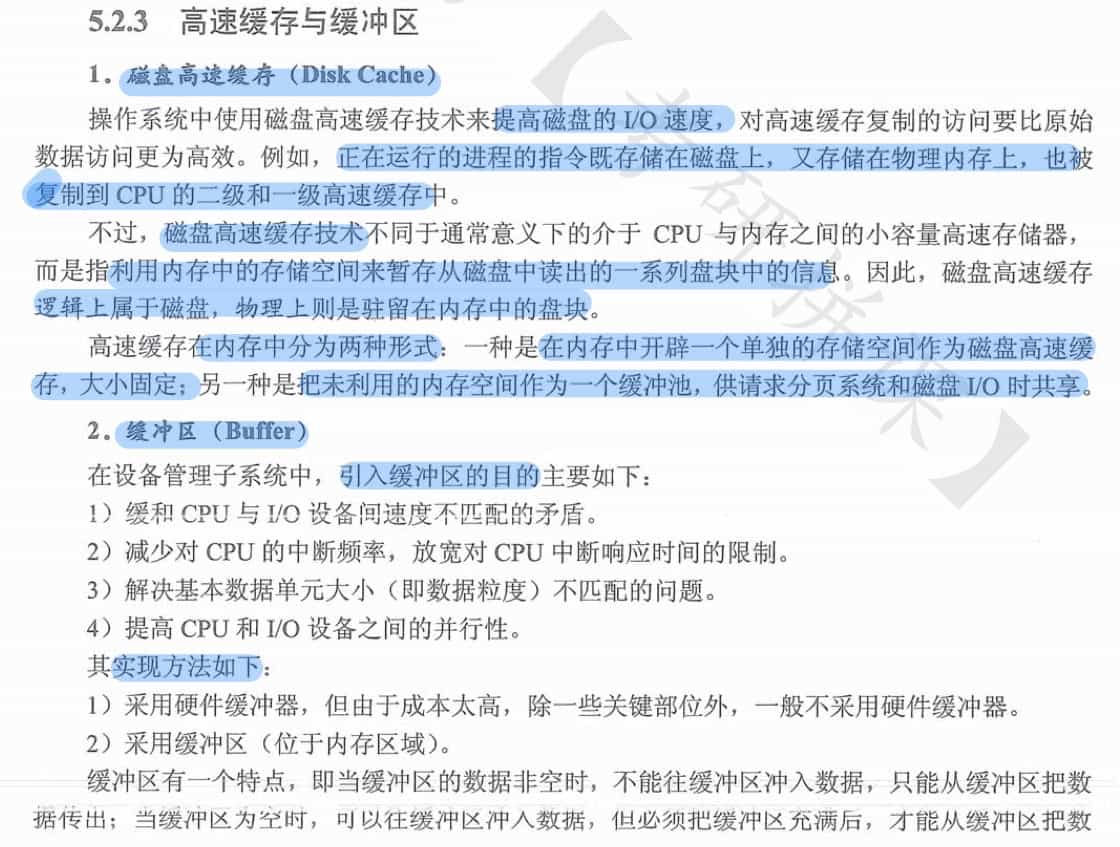 5.2.3 高速缓存与缓冲区
1。磁盘高速缓存（Disk Cache）
操作系统中使用磁盘高速缓存技术来提高磁盘的 I/O 速度，对高速缓存复制的访问要比原始
数据访问更为高效。例如，正在运行的进程的指令既存储在磁盘上，又存储在物理内存上，也被
复制到 CPU 的二级和一级高速缓存中。
不过，磁盘高速缓存技术不同于通常意义下的介于 CPU 与内存之间的小容量高速存储器，
而是指利用内存中的存储空间来暂存从磁盘中读出的一系列盘块中的信息。因此，磁盘高速缓存
逻辑上属于磁盘，物理上则是驻留在内存中的盘块。
高速缓存在内存中分为两种形式：一种是在内存中开辟一个单独的存储空间作为磁盘高速缓
存，大小固定；另一种是把未利用的内存空间作为一个缓冲池，供请求分页系统和磁盘 I/O 时共享。
2。缓冲区（Buffer）
在设备管理子系统中，引入缓冲区的目的主要如下：
1）缓和 CPU 与 I/O 设备间速度不匹配的矛盾。
2）减少对 CPU 的中断频率，放宽对 CPU 中断响应时间的限制。
3）解决基本数据单元大小（即数据粒度）不匹配的问题。
4）提高 CPU 和 I/O 设备之间的并行性。
其实现方法如下：
1）采用硬件缓冲器，但由于成本太高，除一些关键部位外，一般不采用硬件缓冲器。
2）采用缓冲区（位于内存区域）。
缓冲区有一个特点，即当缓冲区的数据非空时，不能往缓冲区冲入数据，只能从缓冲区把数
据传出；当缓冲区为空时，可以往缓冲区冲入数据，但必须把缓冲区充满后，才能从缓冲区把数
【考研拼课】